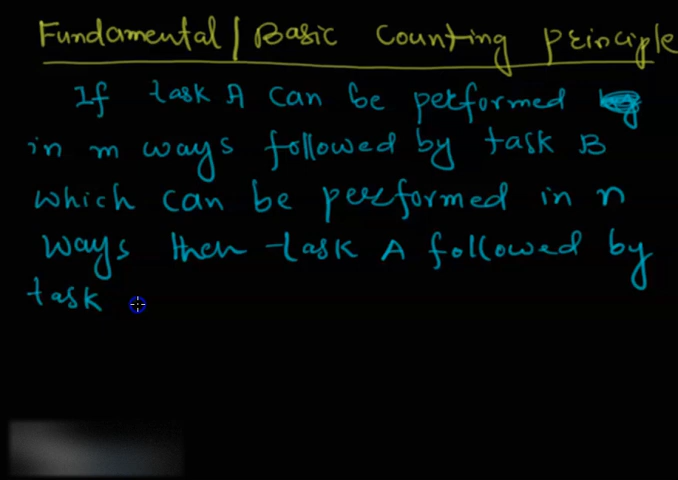 Fundamental / Basic Counting principle
If task A can be performed
in m ways followed by task B
which can be performed in n
ways then task A followed by
task